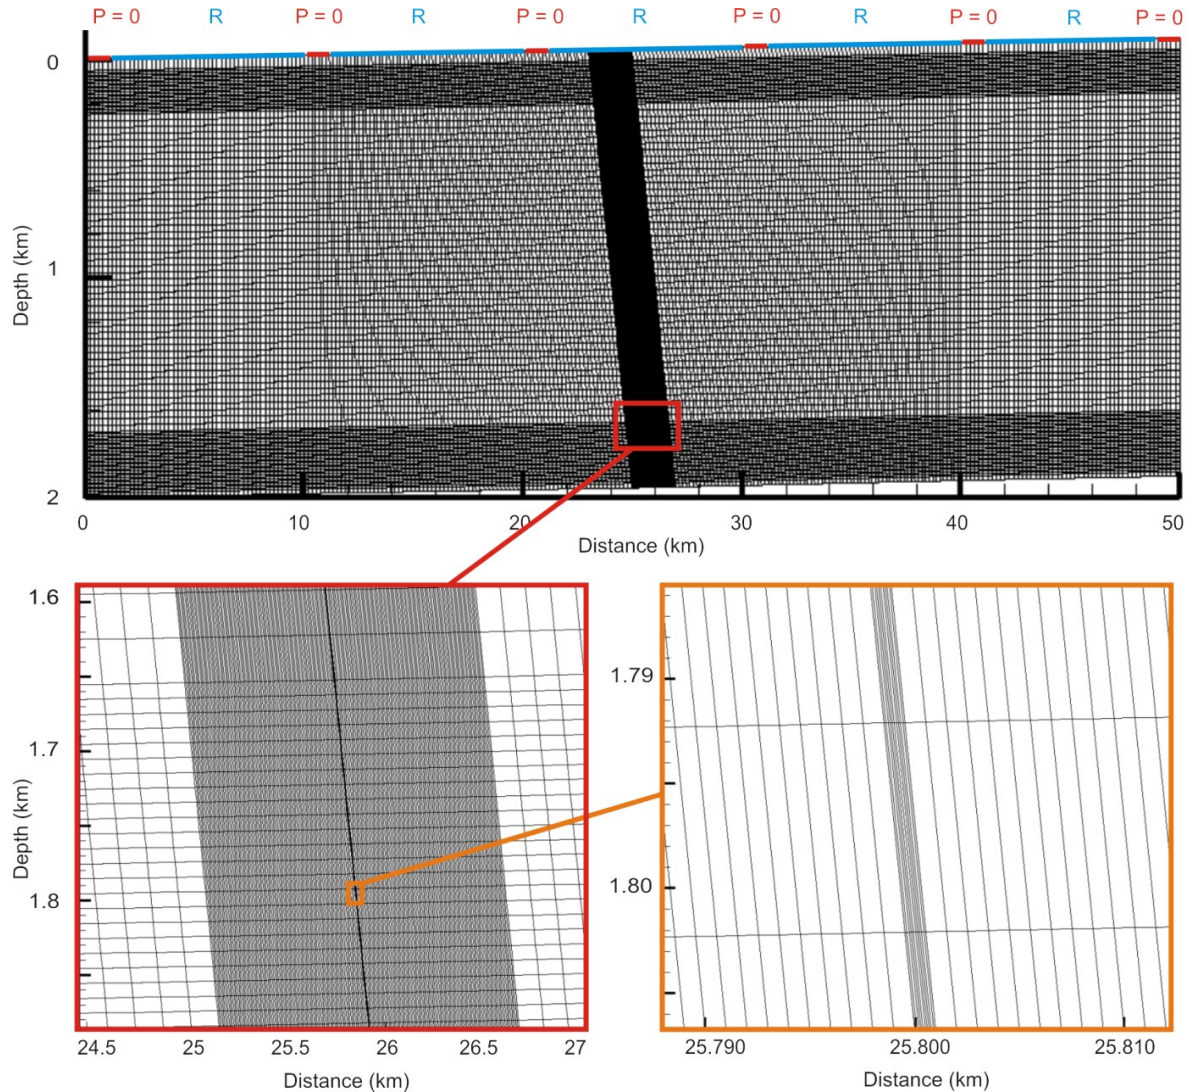 P = 0 R P = 0 R P = 0 R P = 0 R P = 0 R P = 0
0
1
2
Depth (km)
0 10 20 30 40 50
Distance (km)
1.6
1.7
1.8
Depth (km)
24.5 25 25.5 26 26.5 27
Distance (km)
1.79
1.80
25.790 25.800 25.810
Distance (km)